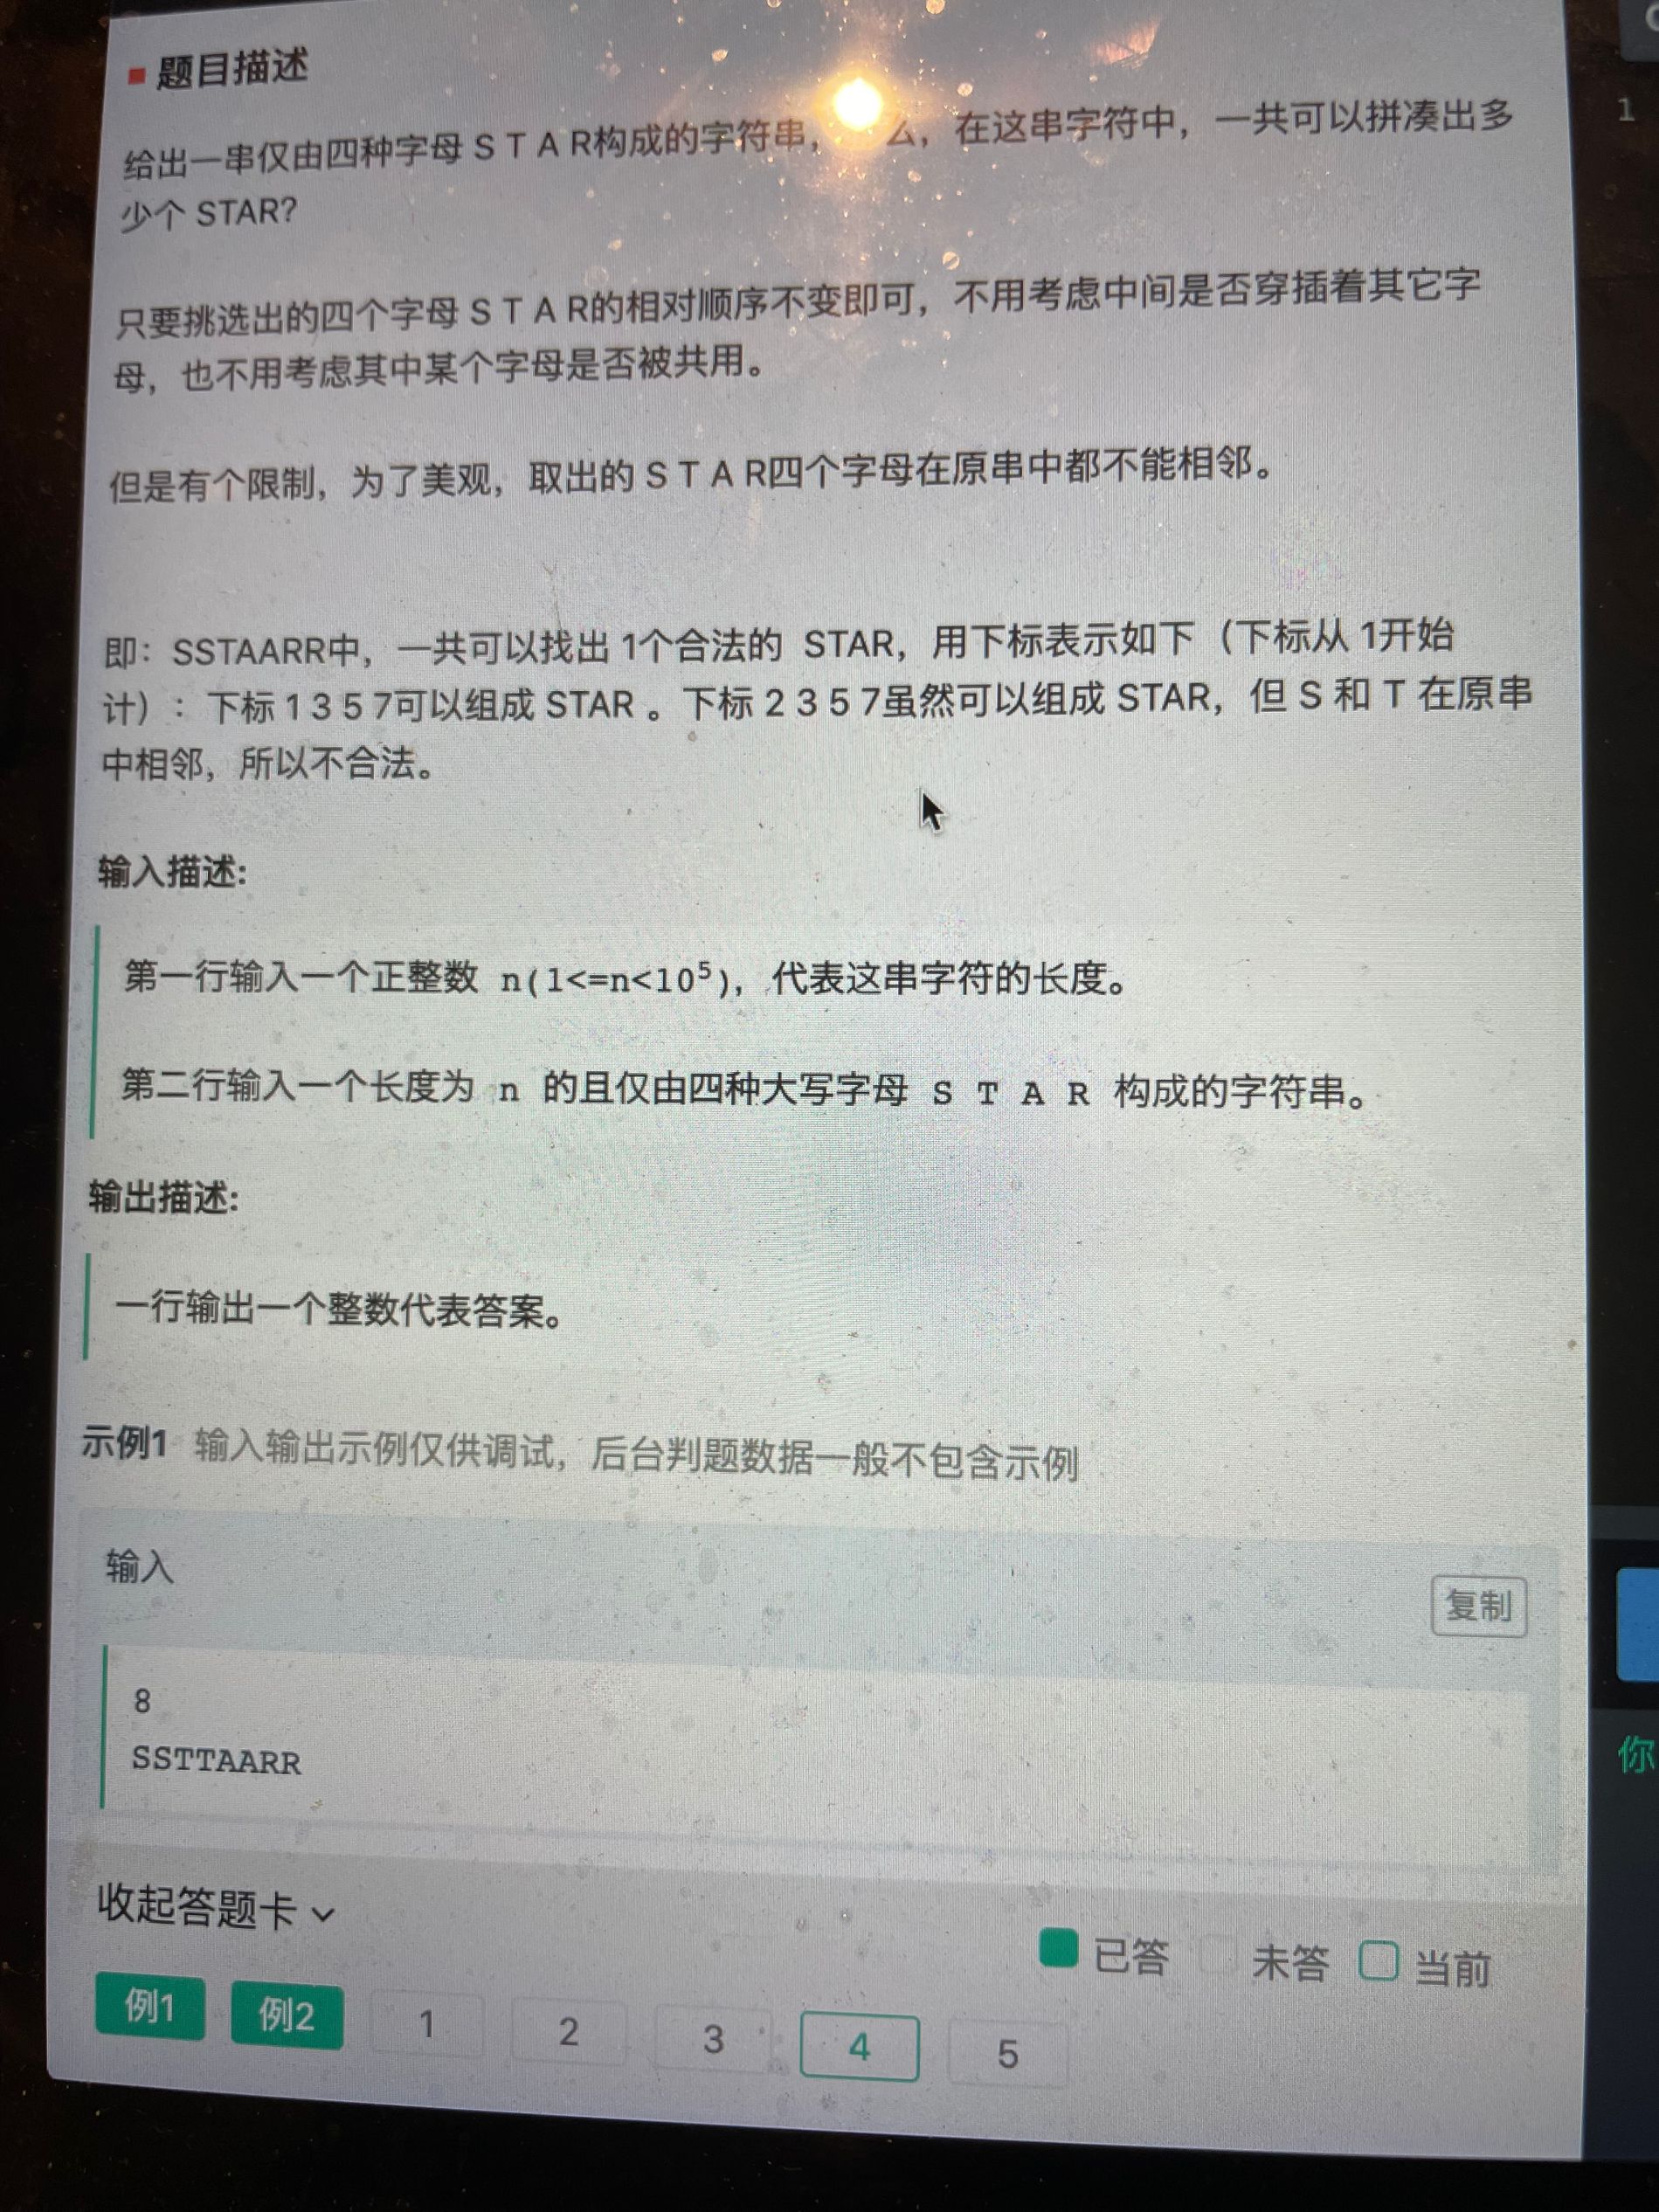 题目描述
给出一串仅由四种字母 S T A R构成的字符串， 么，在这串字符中，一共可以拼凑出多
少个 STAR？
只要挑选出的四个字母 S T A R的相对顺序不变即可，不用考虑中间是否穿插着其它字
母，也不用考虑其中某个字母是否被共用。
但是有个限制，为了美观，取出的 S T A R四个字母在原串中都不能相邻。
即：SSTAARR中，一共可以找出 1个合法的 STAR，用下标表示如下（下标从 1开始
计）：下标 1 3 5 7可以组成 STAR 。下标 2 3 5 7虽然可以组成 STAR，但 S 和 T 在原串
中相邻，所以不合法。
输入描述:
第一行输入一个正整数 n(1<=n<10⁵)，代表这串字符的长度。
第二行输入一个长度为 n 的且仅由四种大写字母 S T A R 构成的字符串。
输出描述:
一行输出一个整数代表答案。
示例1 输入输出示例仅供调试，后台判题数据一般不包含示例
输入
复制
8
SSTTAARR
收起答题卡
已答 未答 当前
例1 例2 1 2 3 4 5
1
你